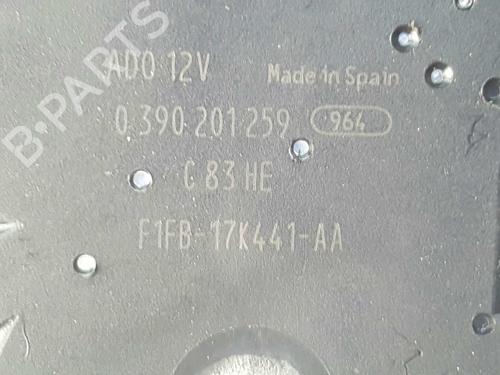 B-PARTS
ADO 12V Made in Spain
0 390 201 259 964
C 83 HE
F1FB-17K441-AA